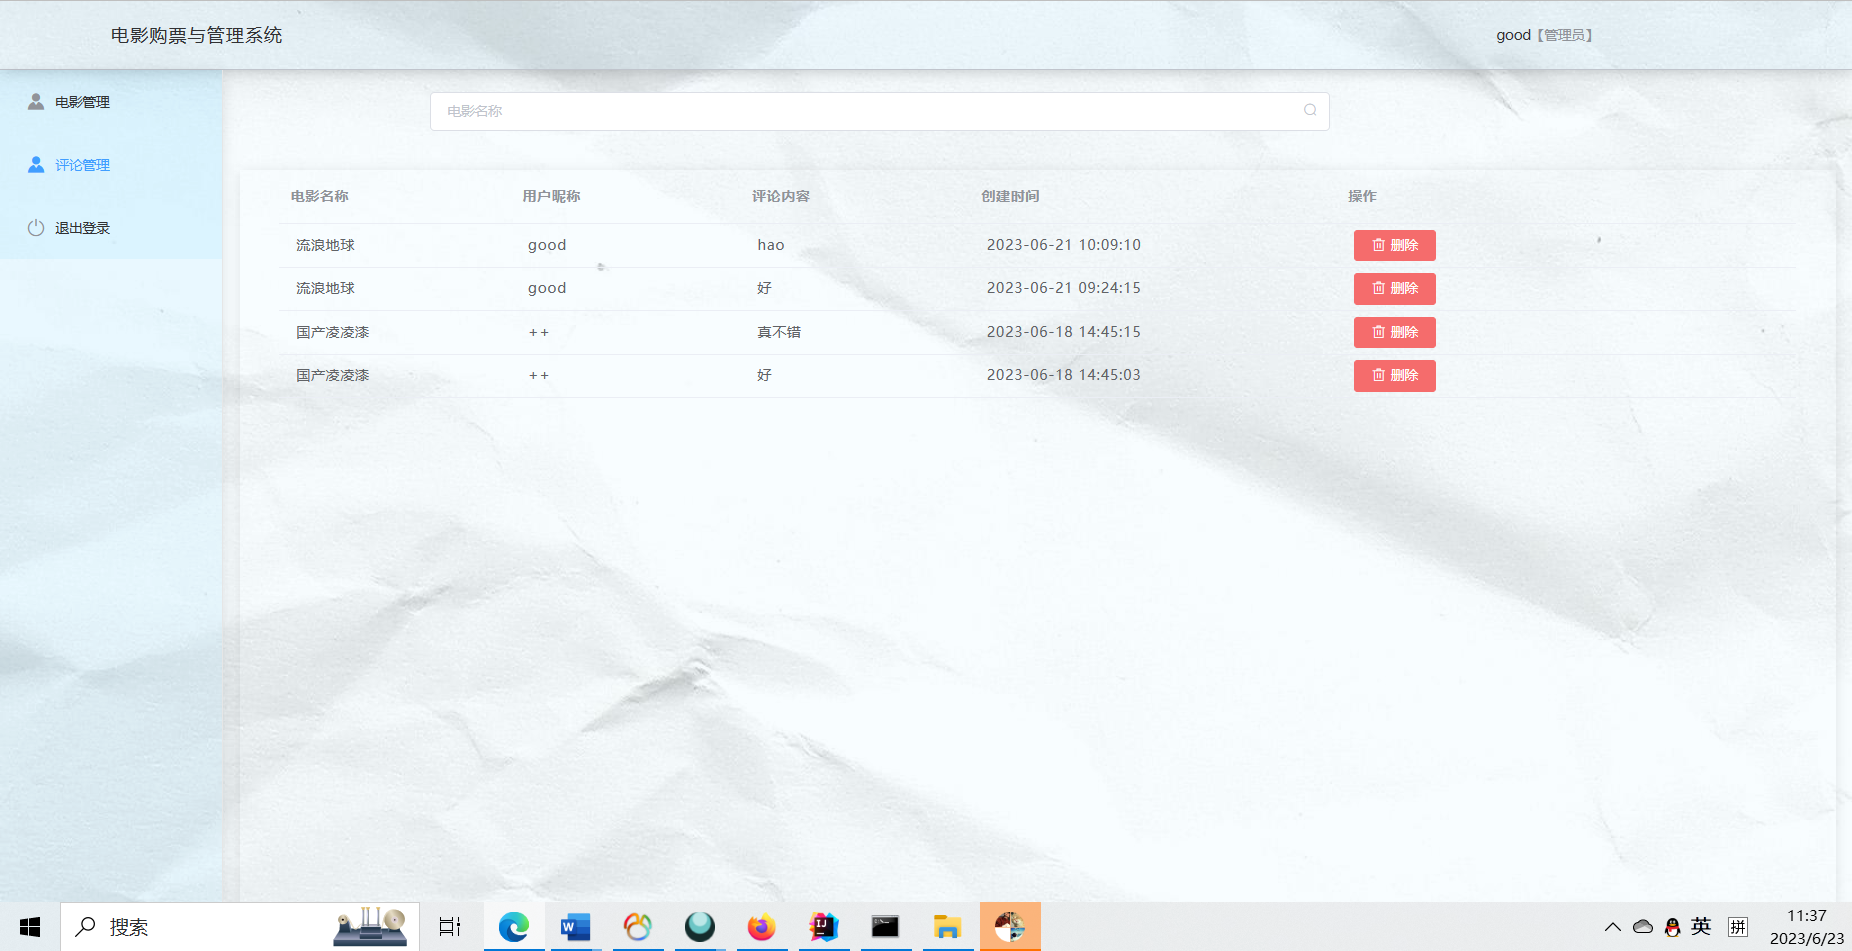 电影购票与管理系统
good【管理员】
电影管理
评论管理
退出登录
电影名称
电影名称 用户昵称 评论内容 创建时间 操作
流浪地球 good hao 2023-06-21 10:09:10 删除
流浪地球 good 好 2023-06-21 09:24:15 删除
国产凌凌漆 ++ 真不错 2023-06-18 14:45:15 删除
国产凌凌漆 ++ 好 2023-06-18 14:45:03 删除
搜索
W
IJ
英
拼
11:37
2023/6/23